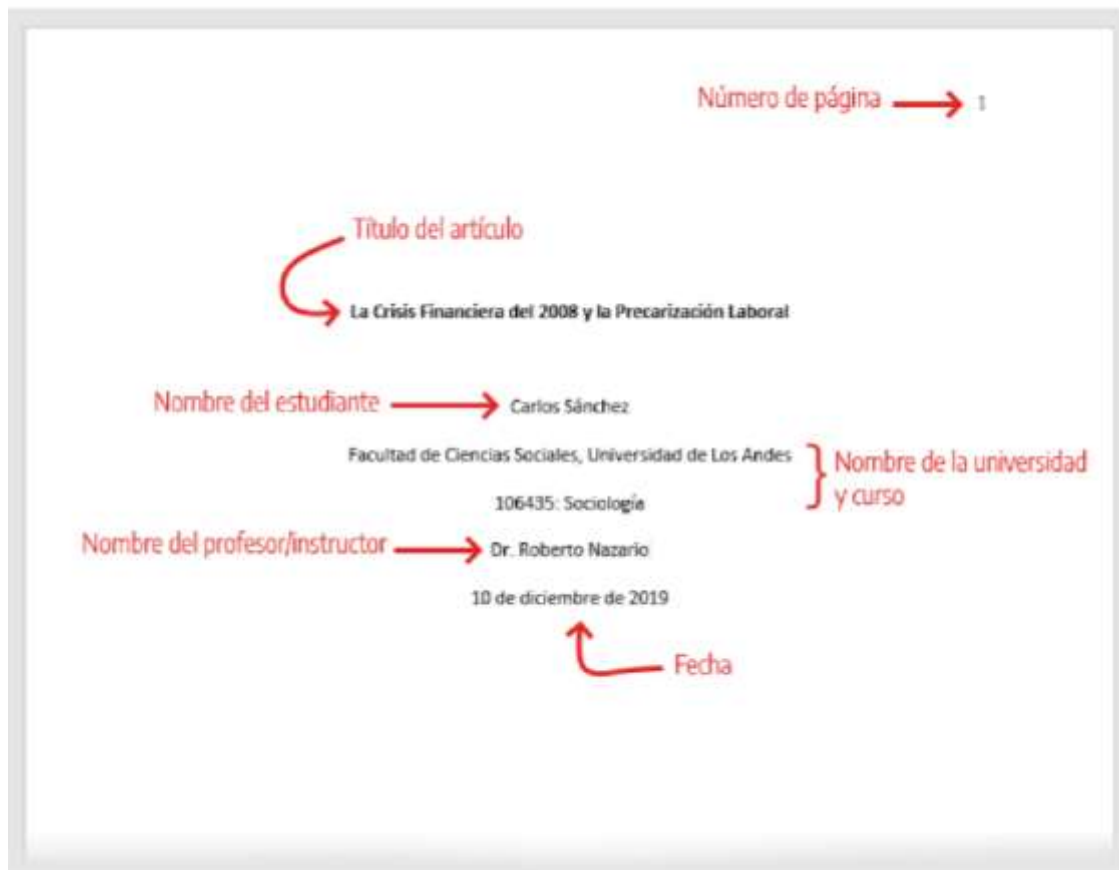 Número de página 1
Título del artículo
La Crisis Financiera del 2008 y la Precarización Laboral
Nombre del estudiante Carlos Sánchez
Facultad de Ciencias Sociales, Universidad de Los Andes
Nombre de la universidad
y curso
106435: Sociología
Nombre del profesor/instructor Dr. Roberto Nazario
10 de diciembre de 2019
Fecha